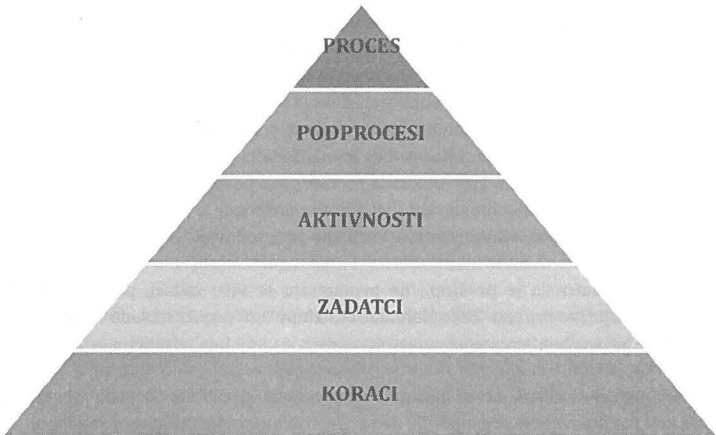 PROCES
PODPROCESI
AKTIVNOSTI
ZADATCI
KORACI